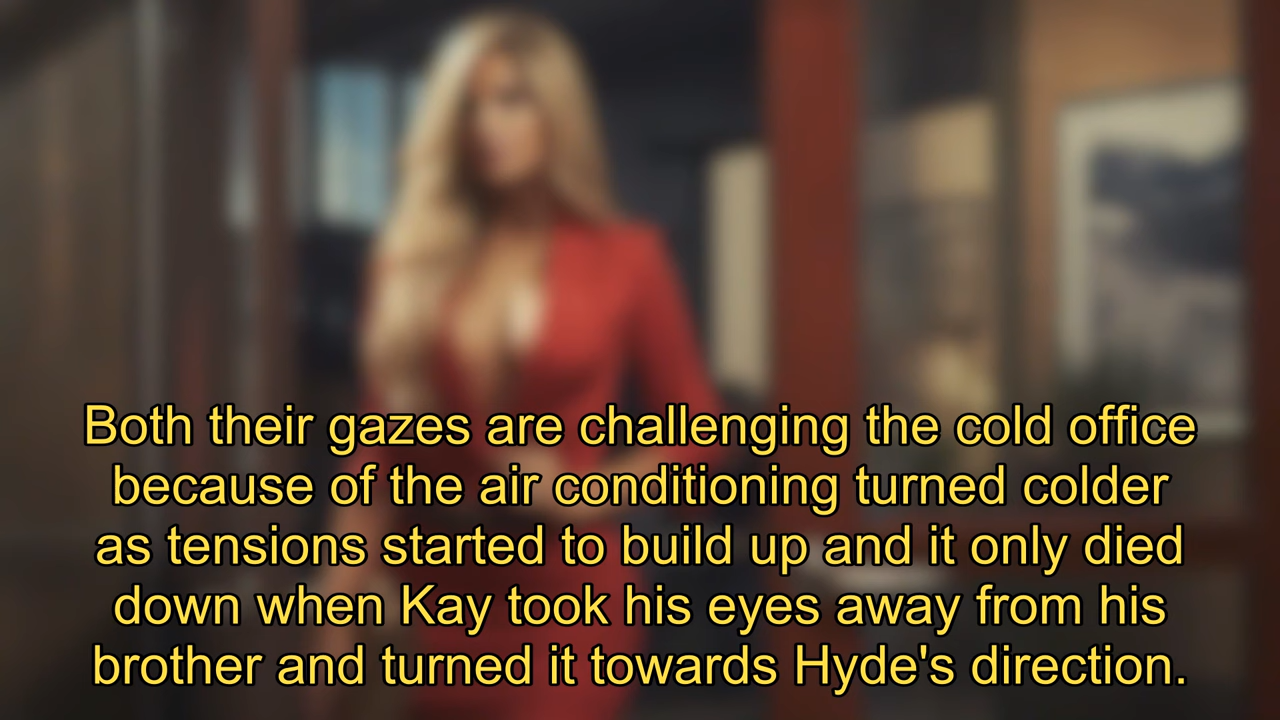 Both their gazes are challenging the cold office
because of the air conditioning turned colder
as tensions started to build up and it only died
down when Kay took his eyes away from his
brother and turned it towards Hyde's direction.